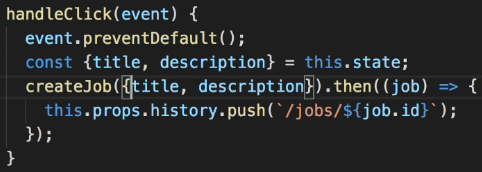 handleClick(event) {
  event.preventDefault();
  const {title, description} = this.state;
  createJob({title, description}).then((job) => {
    this.props.history.push(`/jobs/${job.id}`);
  });
}